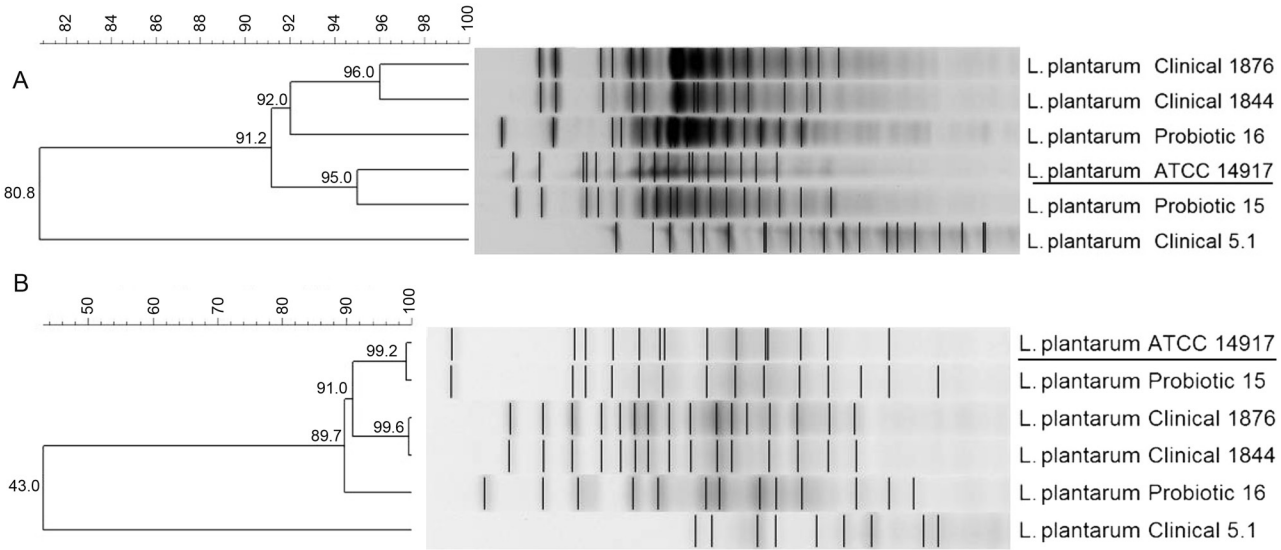 82 84 86 88 90 92 94 96 98 100
A
96.0 L. plantarum Clinical 1876
92.0 L. plantarum Clinical 1844
91.2 L. plantarum Probiotic 16
95.0 L. plantarum ATCC 14917
80.8 L. plantarum Probiotic 15
L. plantarum Clinical 5.1
B
50 60 70 80 90 100
99.2 L. plantarum ATCC 14917
91.0 L. plantarum Probiotic 15
99.6 L. plantarum Clinical 1876
89.7 L. plantarum Clinical 1844
43.0 L. plantarum Probiotic 16
L. plantarum Clinical 5.1